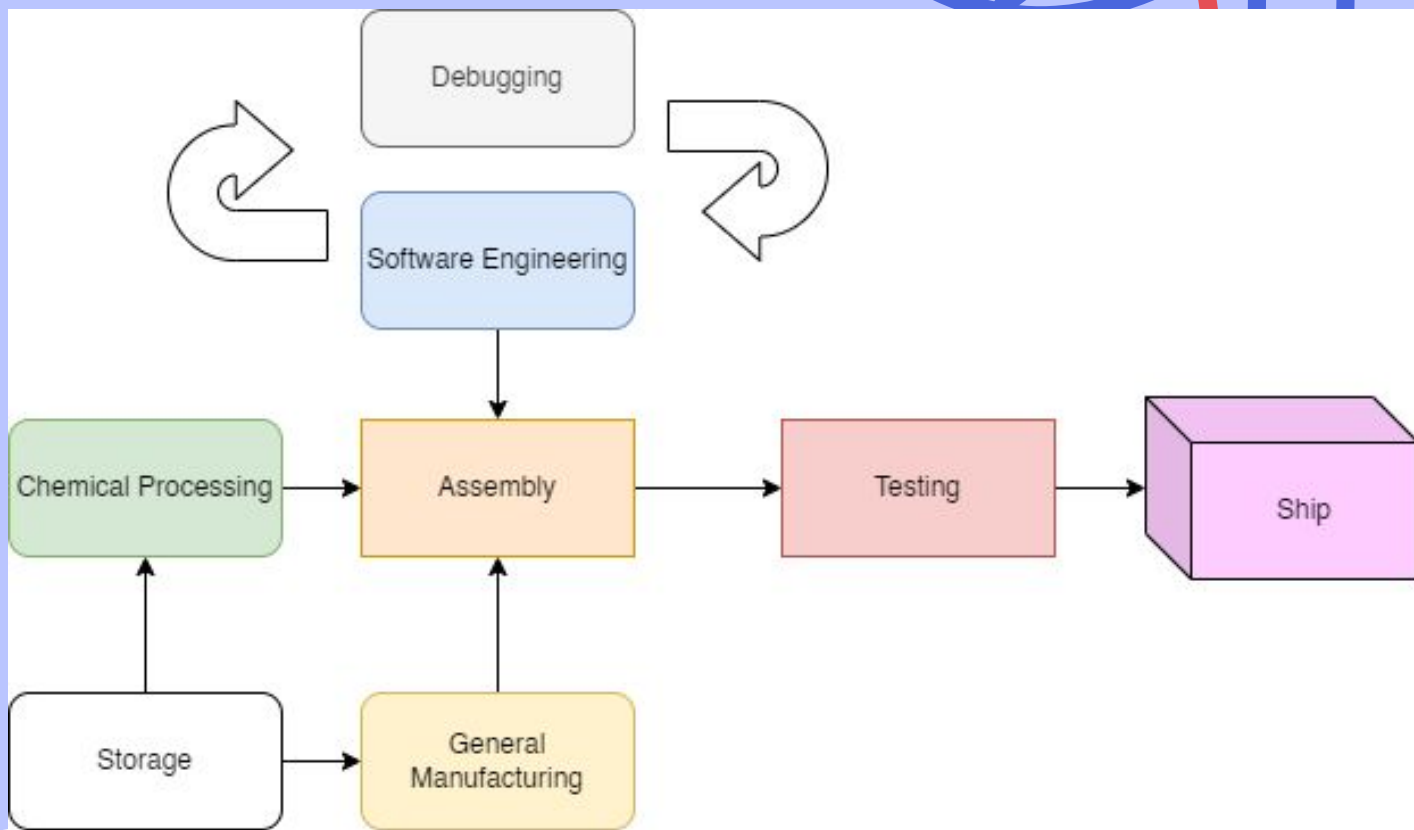 Debugging
Software Engineering
Chemical Processing
Assembly
Testing
Ship
Storage
General
Manufacturing